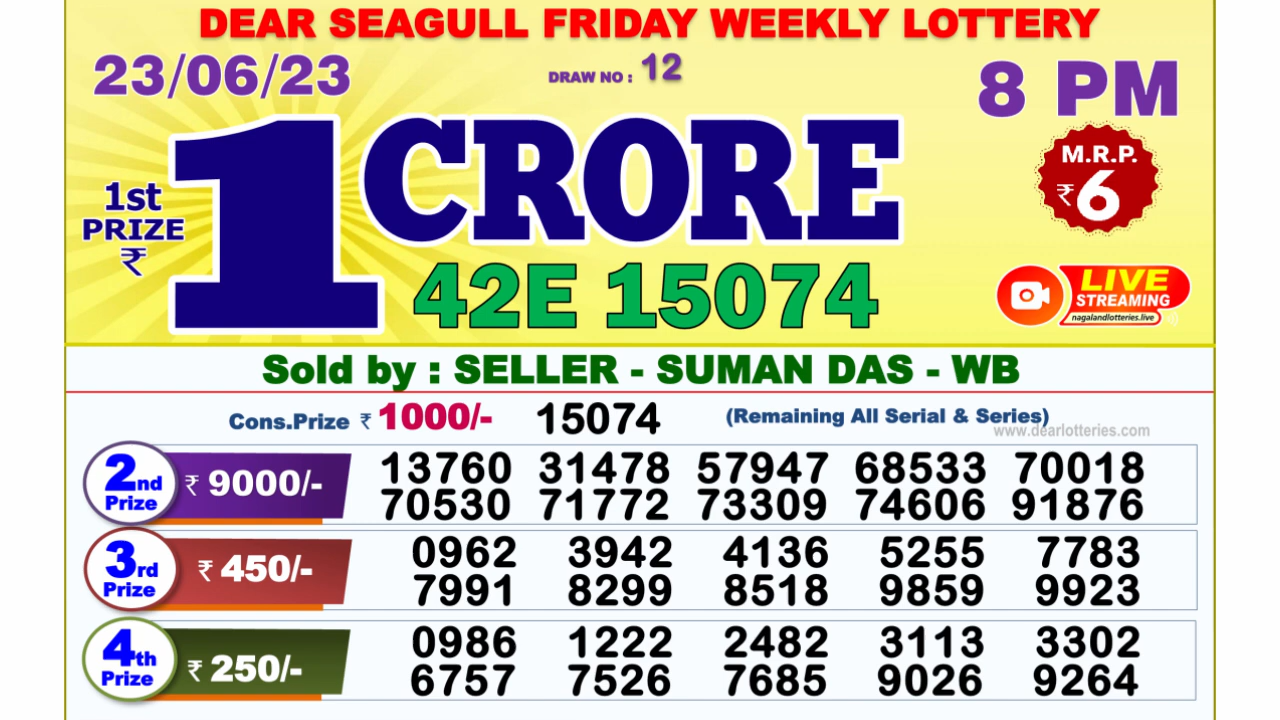 DEAR SEAGULL FRIDAY WEEKLY LOTTERY
23/06/23
DRAW NO : 12
8 PM
1st
PRIZE
₹
1 CRORE
M.R.P.
₹ 6
42E 15074
LIVE
STREAMING
nagalandlotteries.live
Sold by : SELLER - SUMAN DAS - WB
Cons.Prize ₹ 1000/- 15074 (Remaining All Serial & Series)
www.dearlotteries.com
2nd
Prize
₹ 9000/-
13760 31478 57947 68533 70018
70530 71772 73309 74606 91876
3rd
Prize
₹ 450/-
0962 3942 4136 5255 7783
7991 8299 8518 9859 9923
4th
Prize
₹ 250/-
0986 1222 2482 3113 3302
6757 7526 7685 9026 9264